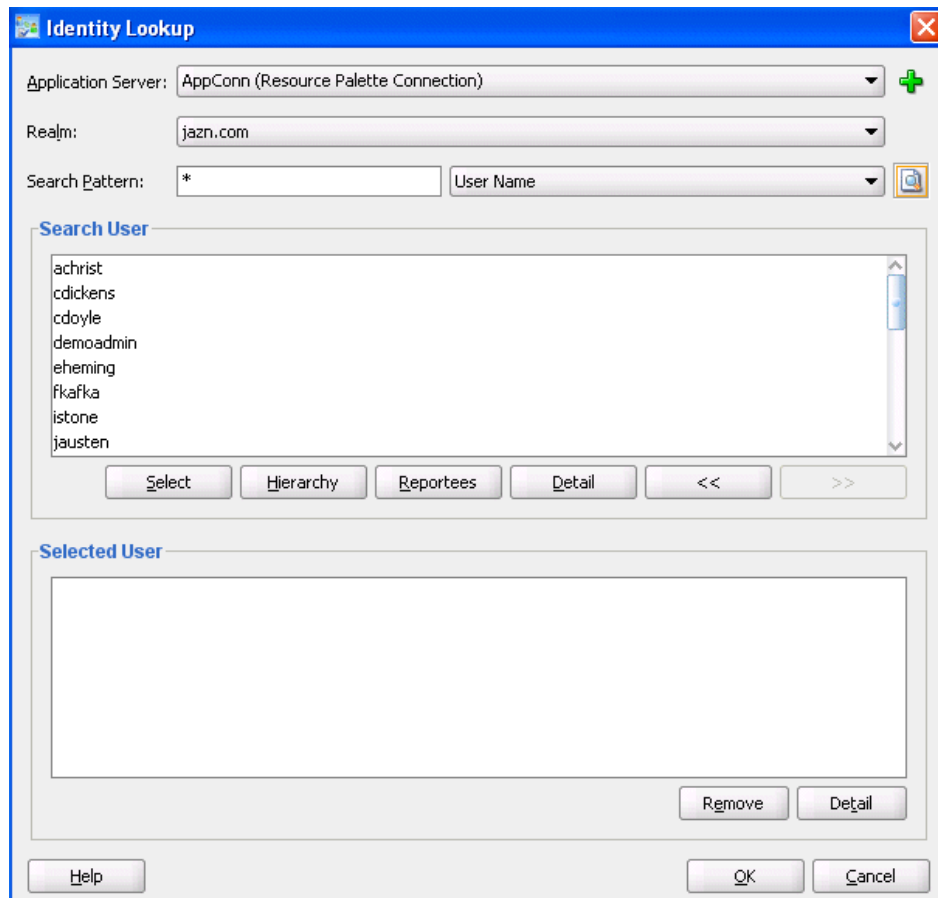 Identity Lookup
Application Server: AppConn (Resource Palette Connection)
Realm: jazn.com
Search Pattern: * User Name
Search User
achrist
cdickens
cdoyle
demoadmin
eheming
fkafka
istone
jausten
Select Hierarchy Reportees Detail << >>
Selected User
Remove Detail
Help OK Cancel